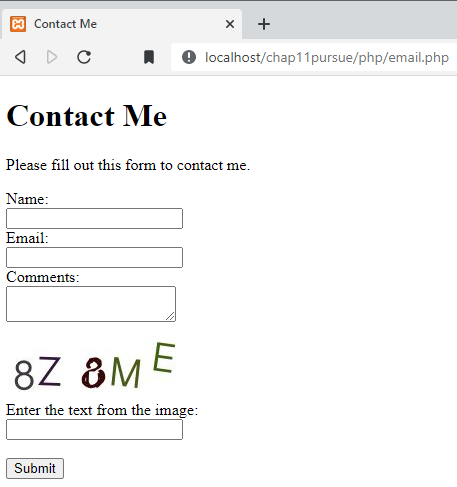 Contact Me
localhost/chap11pursue/php/email.php
Contact Me
Please fill out this form to contact me.
Name:
Email:
Comments:
8Z 8ME
Enter the text from the image:
Submit